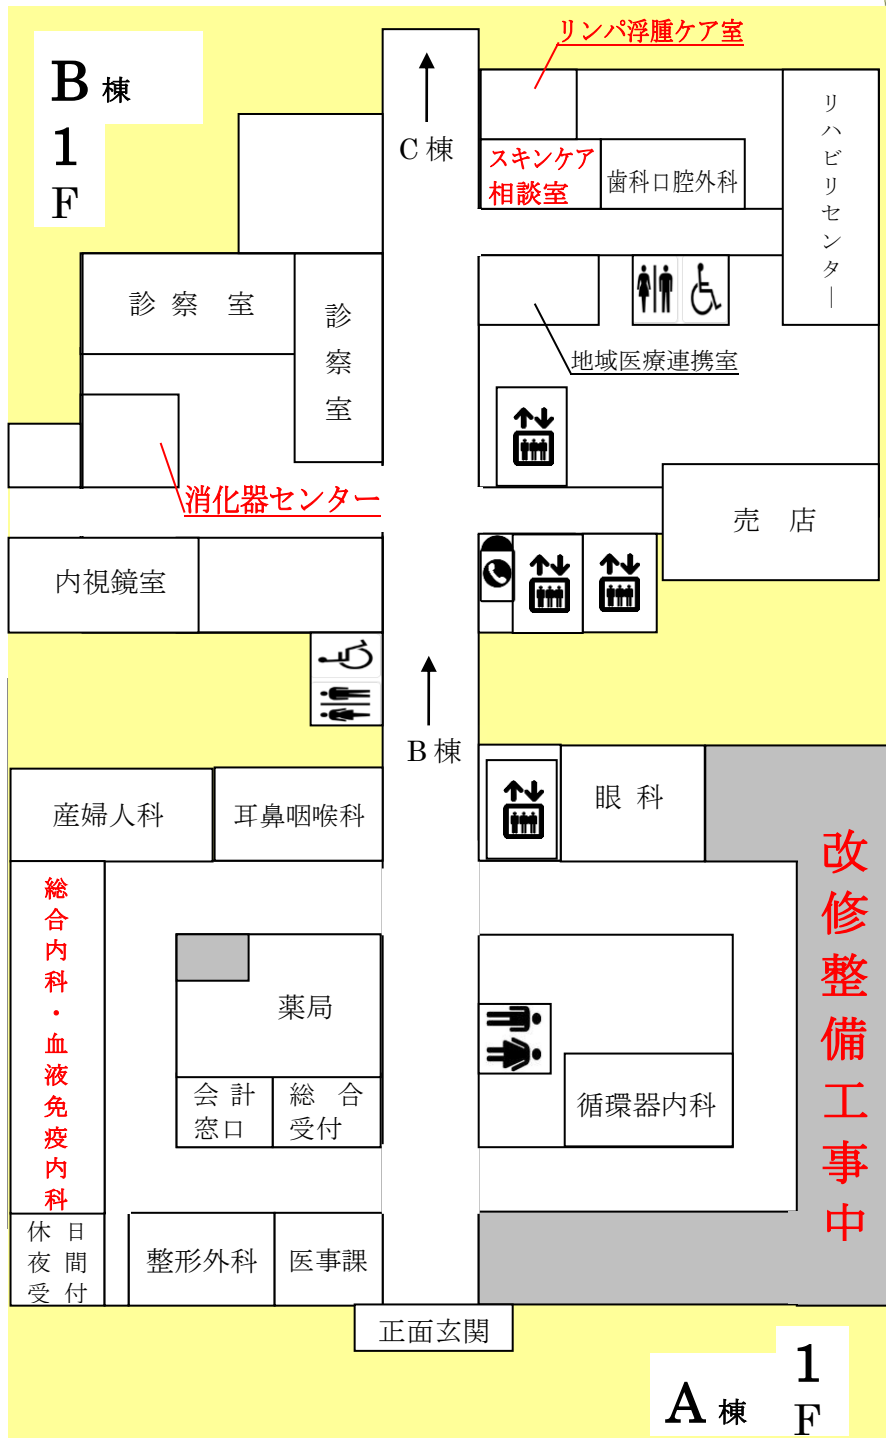 リンパ浮腫ケア室
B 棟
1
F
C 棟
スキンケア
相談室
歯科口腔外科
リハビリセンター
診察 室
診察室
地域医療連携室
消化器センター
売 店
内視鏡室
B 棟
産婦人科
耳鼻咽喉科
眼 科
改修整備工事中
総合内科・血液免疫内科
薬局
会 計
窓口
総 合
受付
循環器内科
休 日
夜 間
受 付
整形外科
医事課
正面玄関
A 棟
1
F